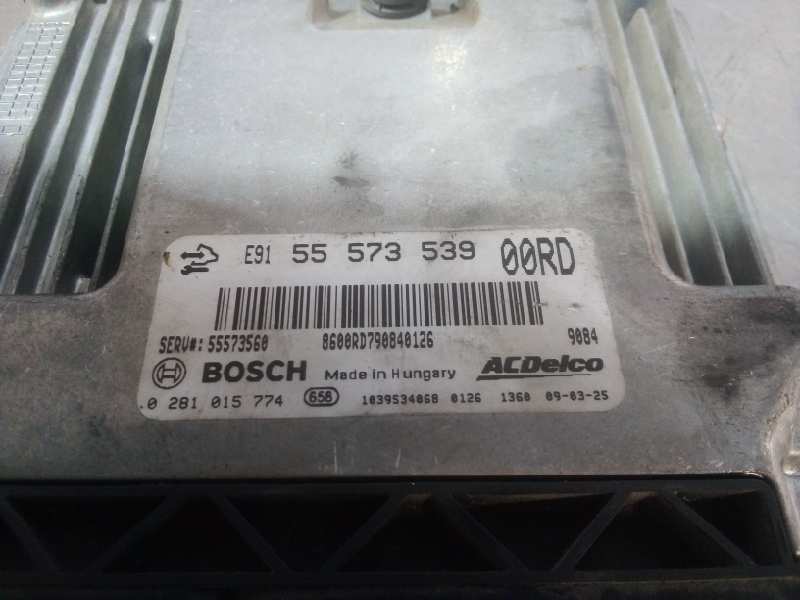 E91 55 573 539 00RD
SERV#: 55573560 8600RD790840126 9084
BOSCH Made in Hungary ACDelco
0 281 015 774 658 1039S34068 0126 1360 09-03-25